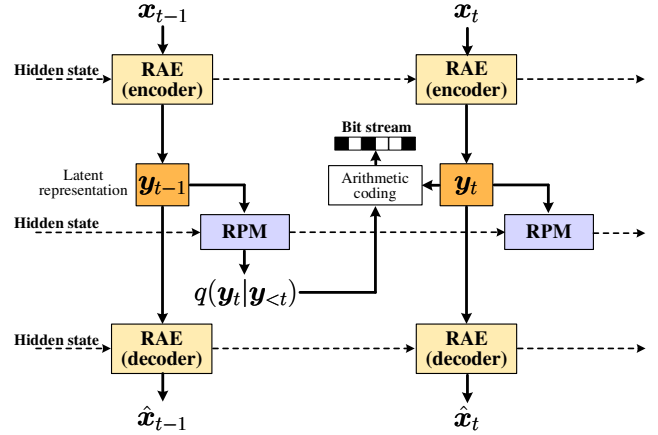 x_{t−1}
x_t
Hidden state
RAE
(encoder)
RAE
(encoder)
Bit stream
Latent
representation
y_{t−1}
Arithmetic
coding
y_t
Hidden state
RPM
RPM
q(y_t|y_{<t})
Hidden state
RAE
(decoder)
RAE
(decoder)
x̂_{t−1}
x̂_t